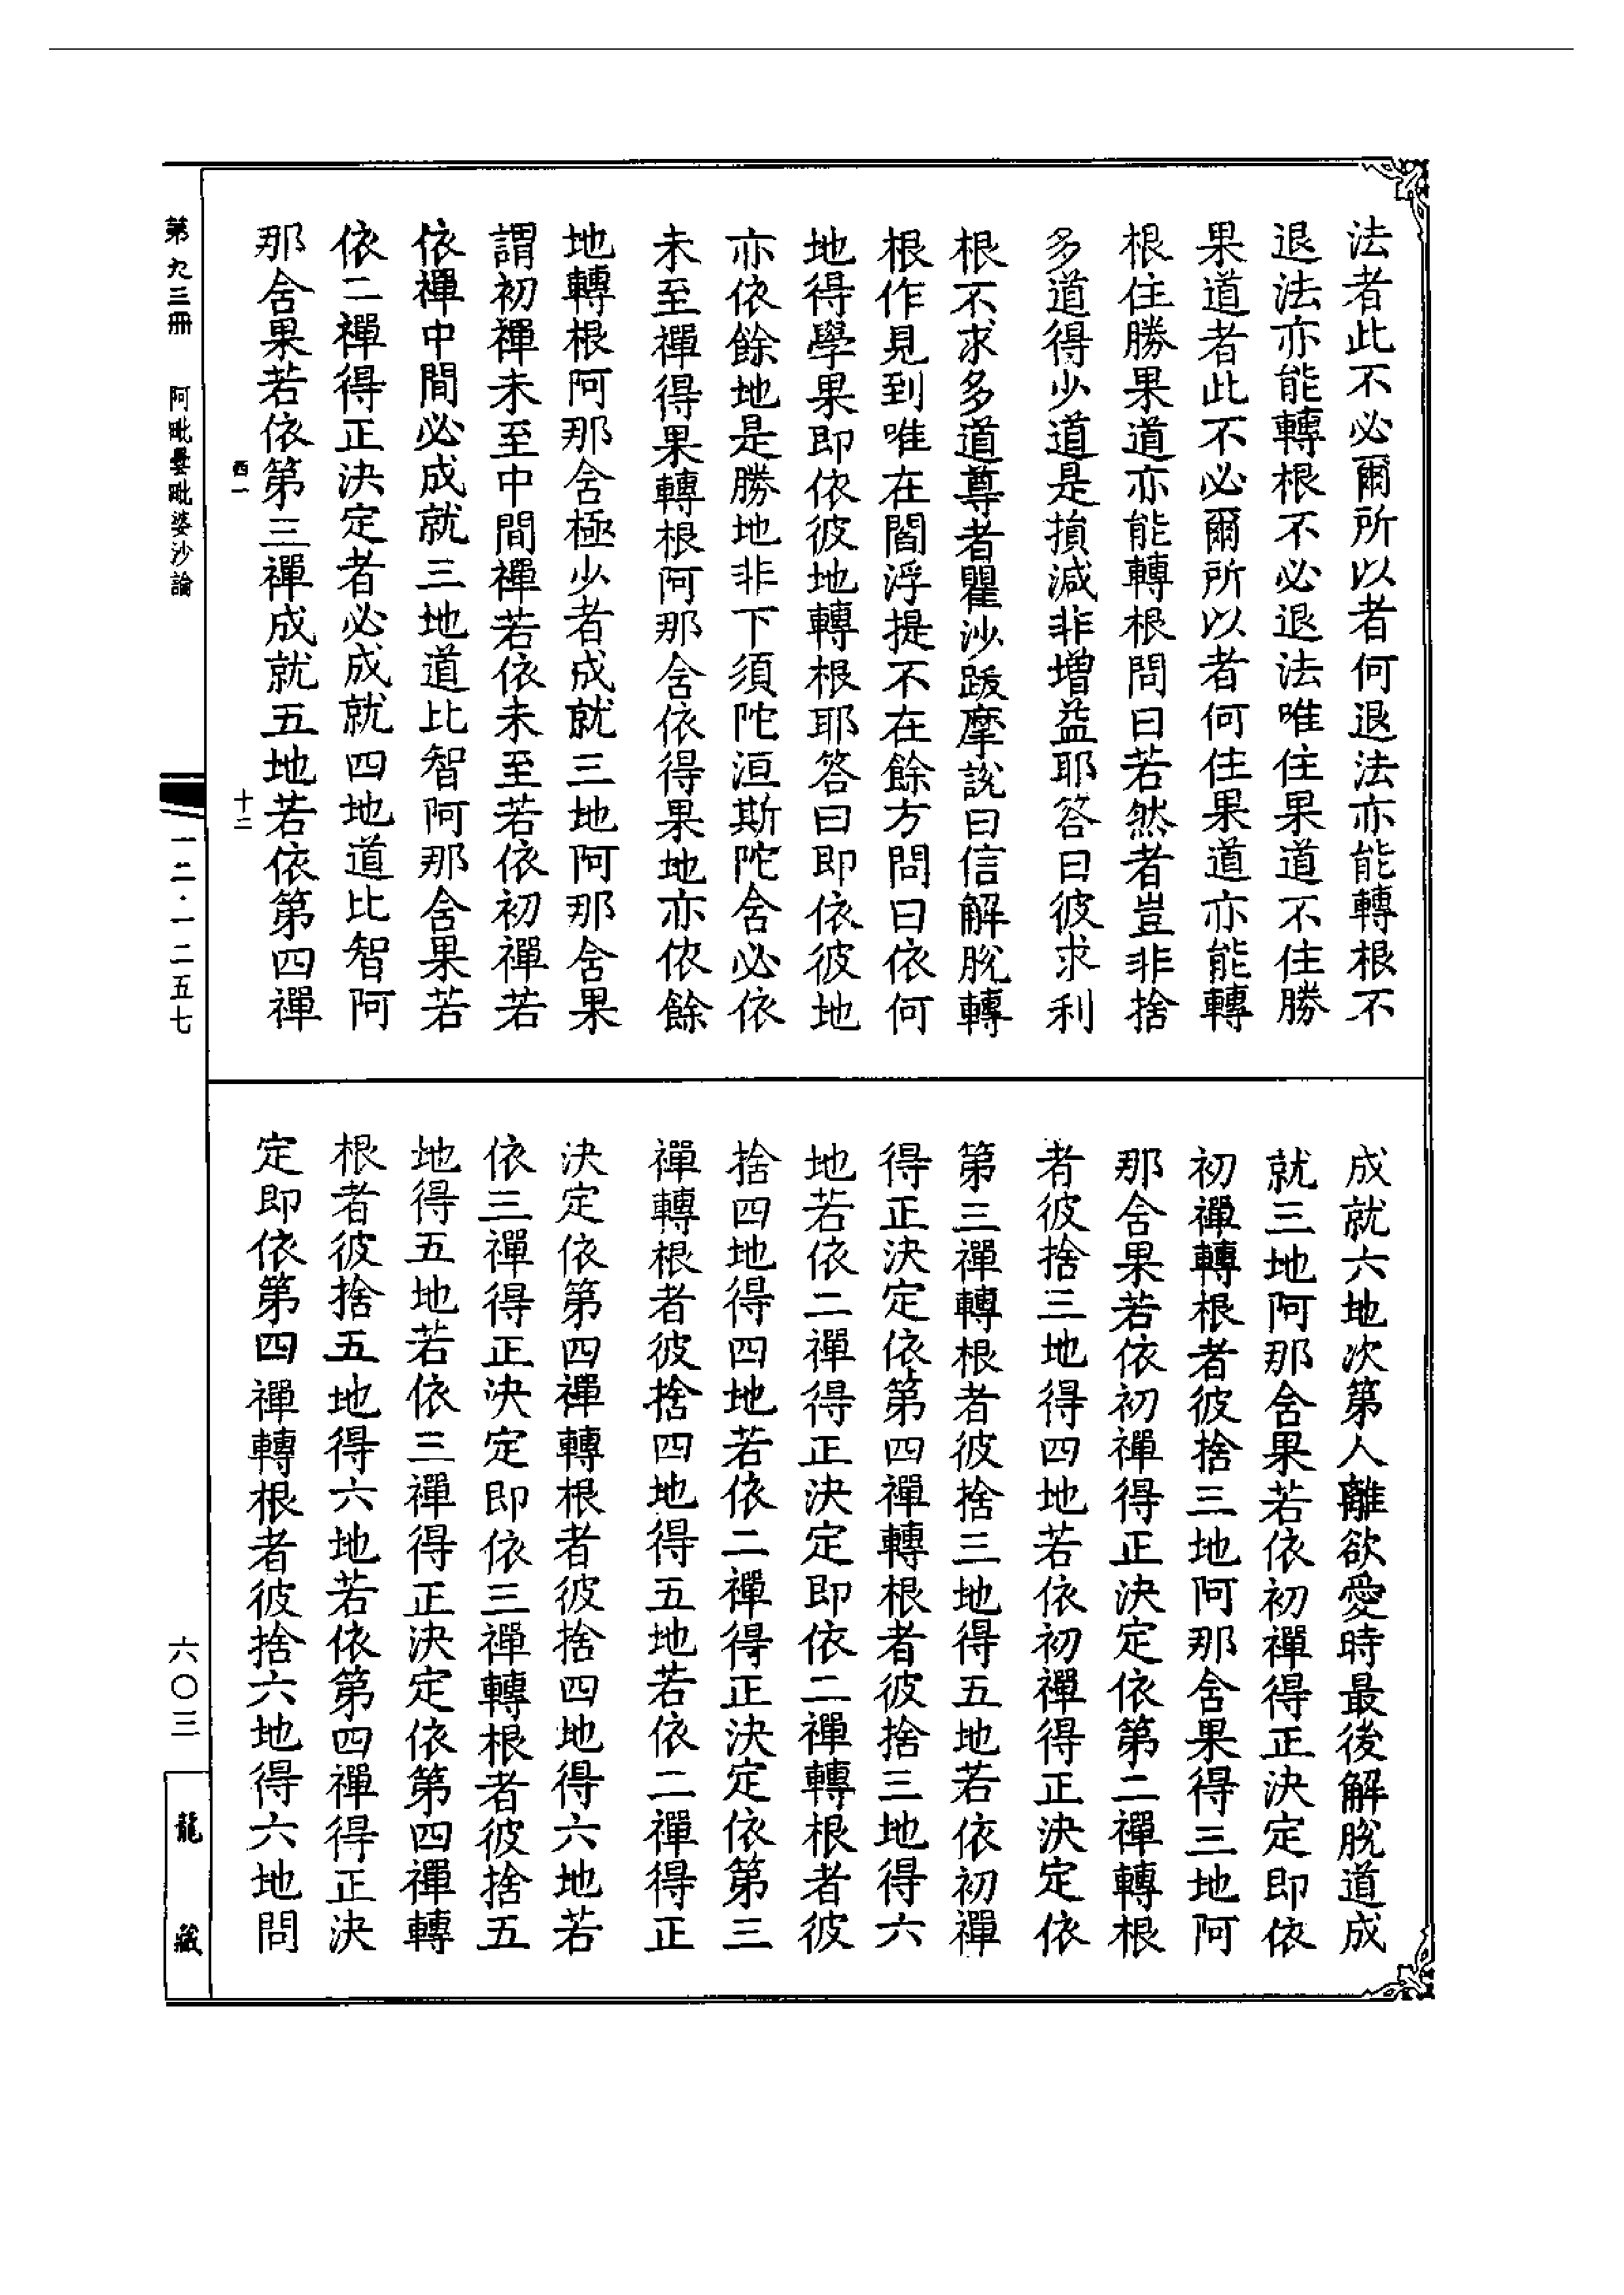 法者此不必爾所以者何退法亦能轉根不
退法亦能轉根不必退法唯住果道不住勝
果道者此不必爾所以者何住果道亦能轉
根住勝果道亦能轉根問曰若然者豈非捨
多道得少道是損減非增益耶答曰彼求利
根不求多道尊者瞿沙跋摩說曰信解脫轉
根作見到唯在閻浮提不在餘方問曰依何
地得學果即依彼地轉根耶答曰即依彼地
亦依餘地是勝地非下須陀洹斯陀含必依
未至禪得果轉根阿那含依得果地亦依餘
地轉根阿那含極少者成就三地阿那含果
謂初禪未至中間禪若依未至若依初禪若
依禪中間必成就三地道比智阿那含果若
依二禪得正決定者必成就四地道比智阿
那含果若依第三禪成就五地若依第四禪
成就六地次第人離欲愛時最後解脫道成
就三地阿那含果若依初禪得正決定即依
初禪轉根者彼捨三地阿那含果得三地阿
那含果若依初禪得正決定依第二禪轉根
者彼捨三地得四地若依初禪得正決定依
第三禪轉根者彼捨三地得五地若依初禪
得正決定依第四禪轉根者彼捨三地得六
地若依二禪得正決定即依二禪轉根者彼
捨四地得四地若依二禪得正決定依第三
禪轉根者彼捨四地得五地若依二禪得正
決定依第四禪轉根者彼捨四地得六地若
依三禪得正決定即依三禪轉根者彼捨五
地得五地若依三禪得正決定依第四禪轉
根者彼捨五地得六地若依第四禪得正決
定即依第四禪轉根者彼捨六地得六地問
西一
十二
第九三冊
阿毗曇毗婆沙論
一二·一二五七
六〇三
龍藏